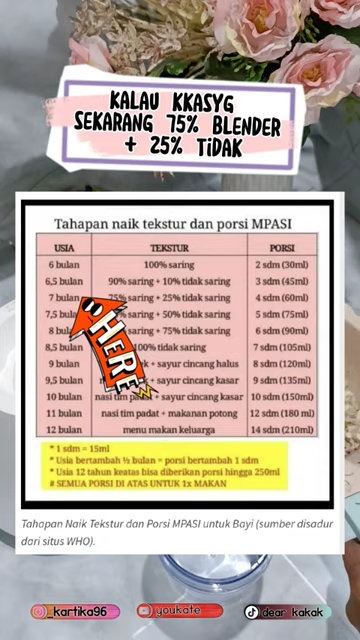 KALAU KKASYG
SEKARANG 75% BLENDER
+ 25% TIDAK
Tahapan naik tekstur dan porsi MPASI
USIA TEKSTUR PORSI
6 bulan 100% saring 2 sdm (30ml)
6,5 bulan 90% saring + 10% tidak saring 3 sdm (45ml)
7 bulan 75% saring + 25% saring 4 sdm (60ml)
7,5 bulan saring + 50% tidak saring 5 sdm (75ml)
8 bulan saring + 75% tidak saring 6 sdm (90ml)
8,5 bulan 100% tidak saring 7 sdm (105ml)
9 bulan + sayur cincang halus 8 sdm (120ml)
9,5 bulan + sayur cincang kasar 9 sdm (135ml)
10 bulan nasi tim + sayur cincang kasar 10 sdm (150ml)
11 bulan nasi tim padat + makanan potong 12 sdm (180 ml)
12 bulan menu makan keluarga 14 sdm (210ml)
HERE
* 1 sdm = 15ml
* Usia bertambah ½ bulan = porsi bertambah 1 sdm
* Usia 12 tahun keatas bisa diberikan porsi hingga 250ml
# SEMUA PORSI DI ATAS UNTUK 1x MAKAN
Tahapan Naik Tekstur dan Porsi MPASI untuk Bayi (sumber disadur
dari situs WHO).
_kartika96 youkate dear kakak